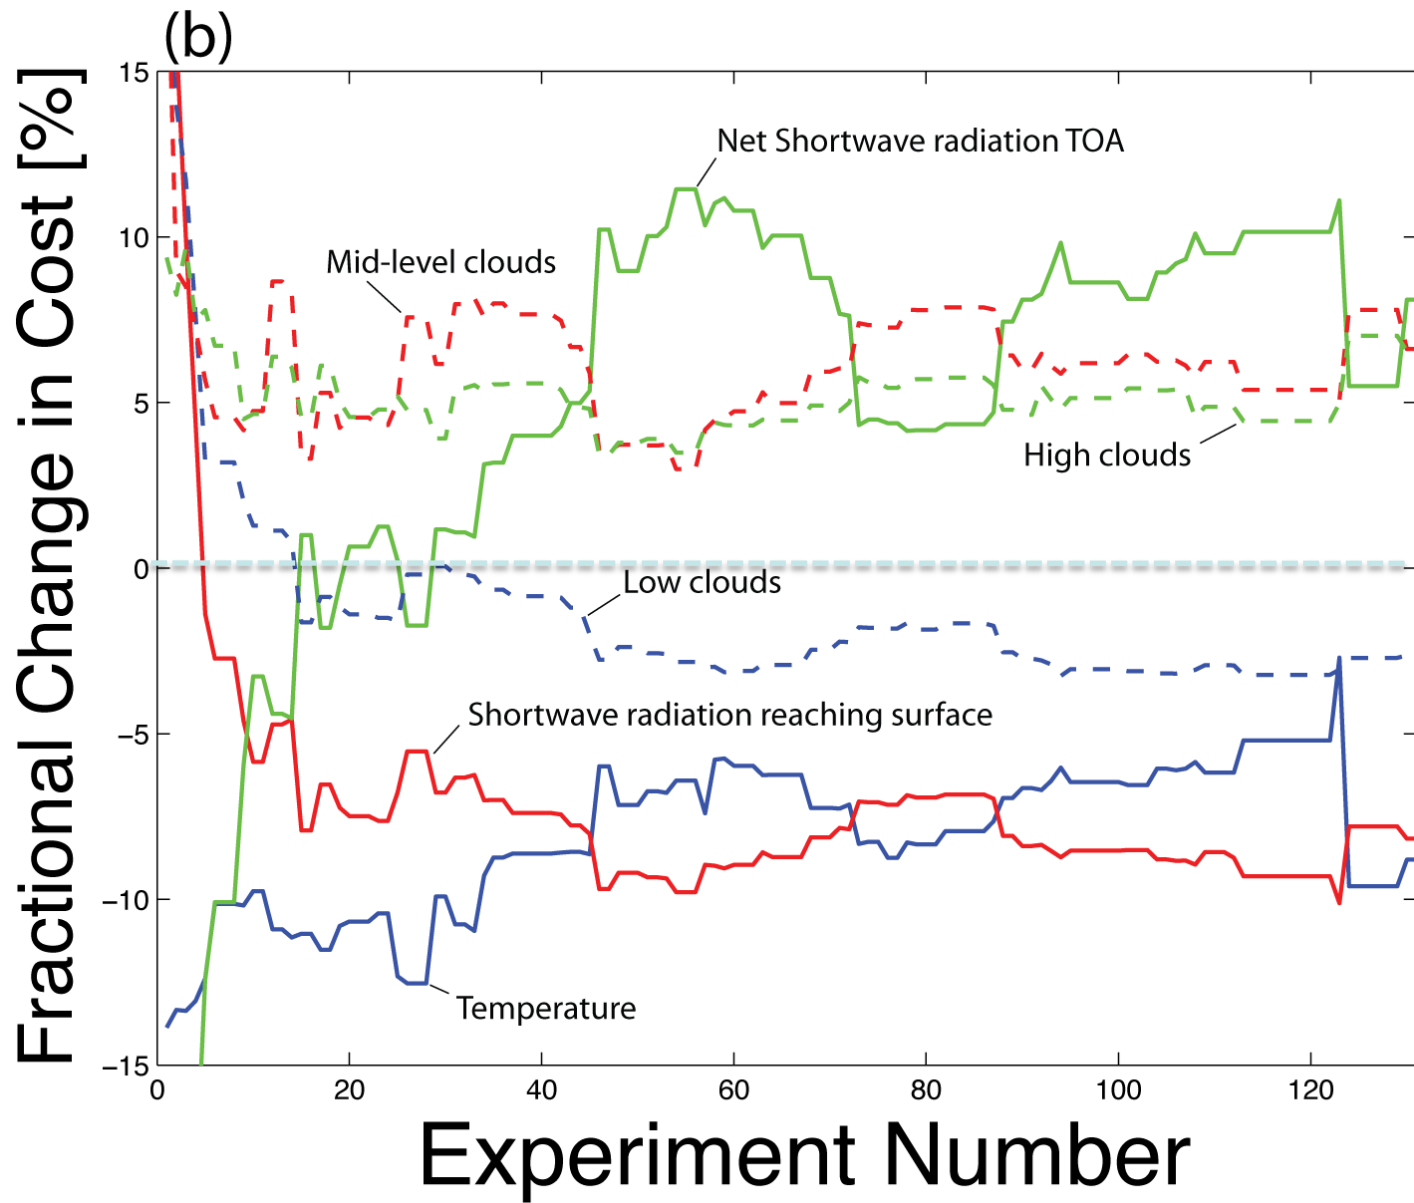 (b)
Fractional Change in Cost [%]
15
10
5
0
−5
−10
−15
Net Shortwave radiation TOA
Mid-level clouds
High clouds
Low clouds
Shortwave radiation reaching surface
Temperature
0
20
40
60
80
100
120
Experiment Number